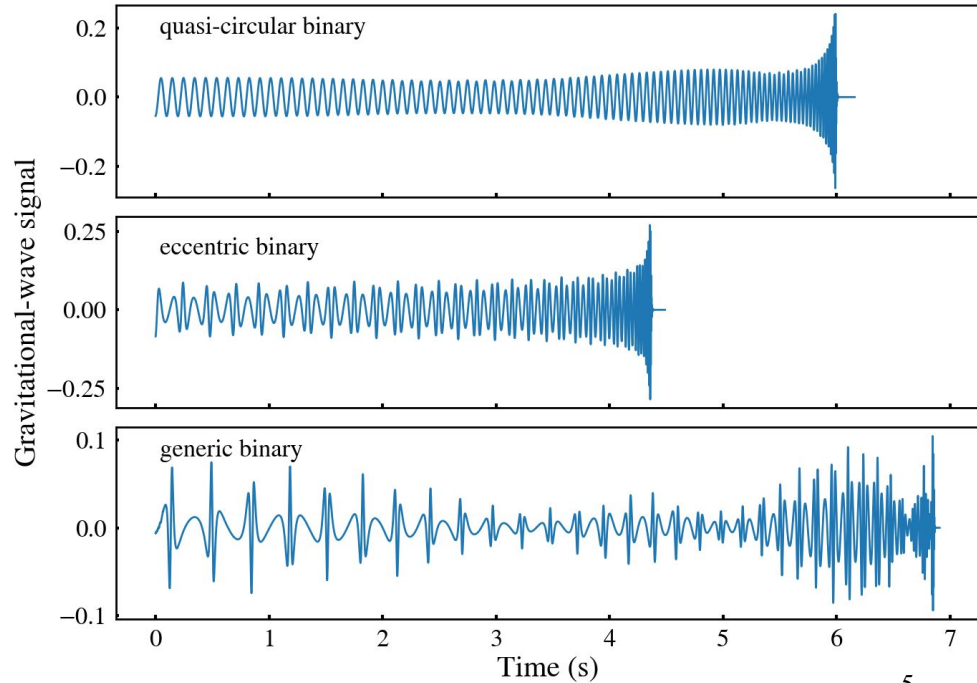 Gravitational-wave signal
quasi-circular binary
0.2
0.0
−0.2
eccentric binary
0.25
0.00
−0.25
generic binary
0.1
0.0
−0.1
0 1 2 3 4 5 6 7
Time (s)
5